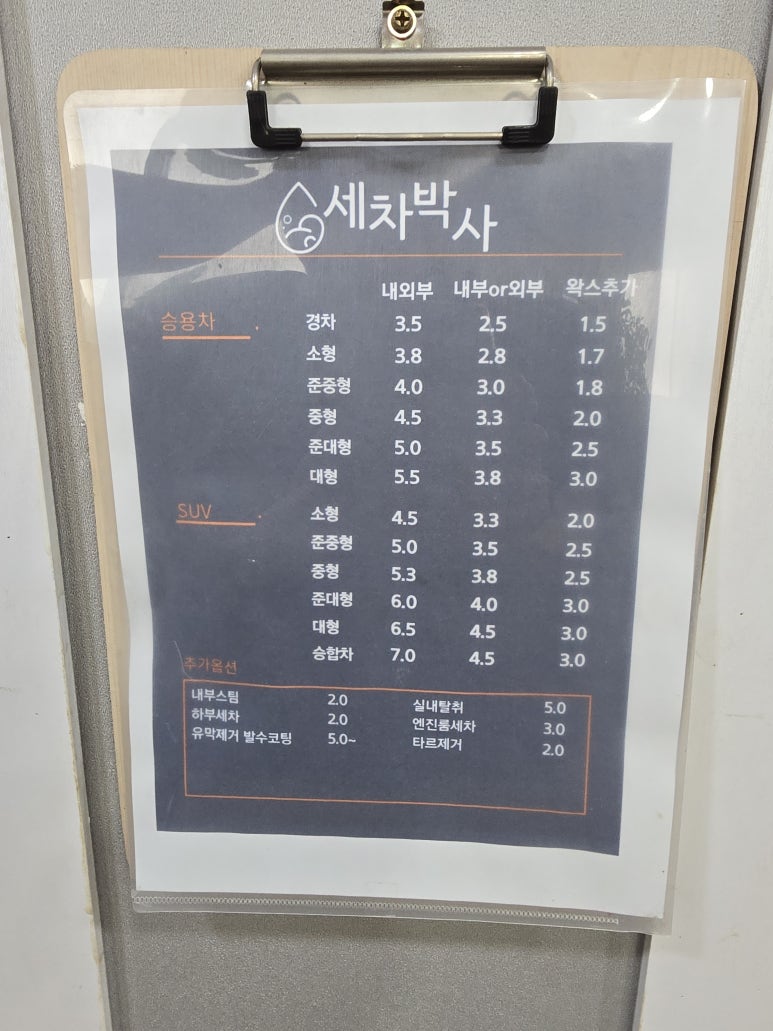 세차박사
내외부 내부or외부 왁스추가
승용차 . 경차 3.5 2.5 1.5
소형 3.8 2.8 1.7
준중형 4.0 3.0 1.8
중형 4.5 3.3 2.0
준대형 5.0 3.5 2.5
대형 5.5 3.8 3.0
SUV . 소형 4.5 3.3 2.0
준중형 5.0 3.5 2.5
중형 5.3 3.8 2.5
준대형 6.0 4.0 3.0
대형 6.5 4.5 3.0
승합차 7.0 4.5 3.0
추가옵션
내부스팀 2.0 실내탈취 5.0
하부세차 2.0 엔진룸세차 3.0
유막제거 발수코팅 5.0~ 타르제거 2.0